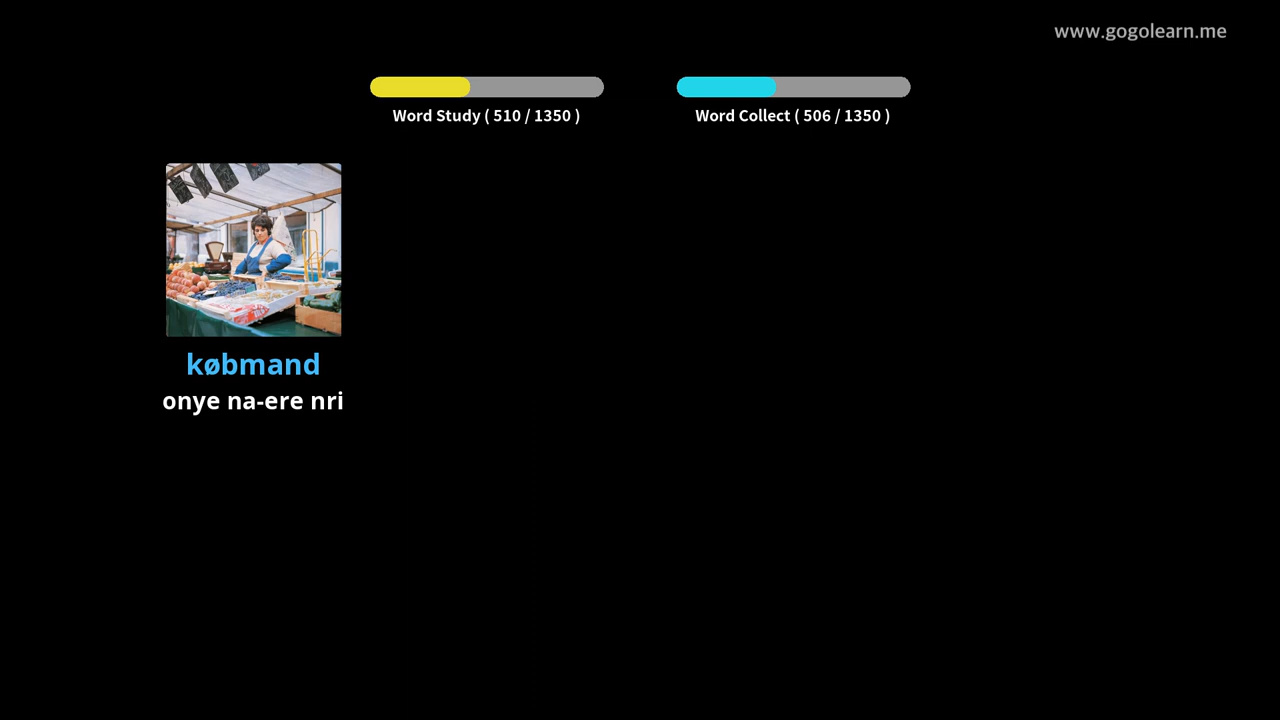 www.gogolearn.me
Word Study ( 510 / 1350 )
Word Collect ( 506 / 1350 )
købmand
onye na-ere nri